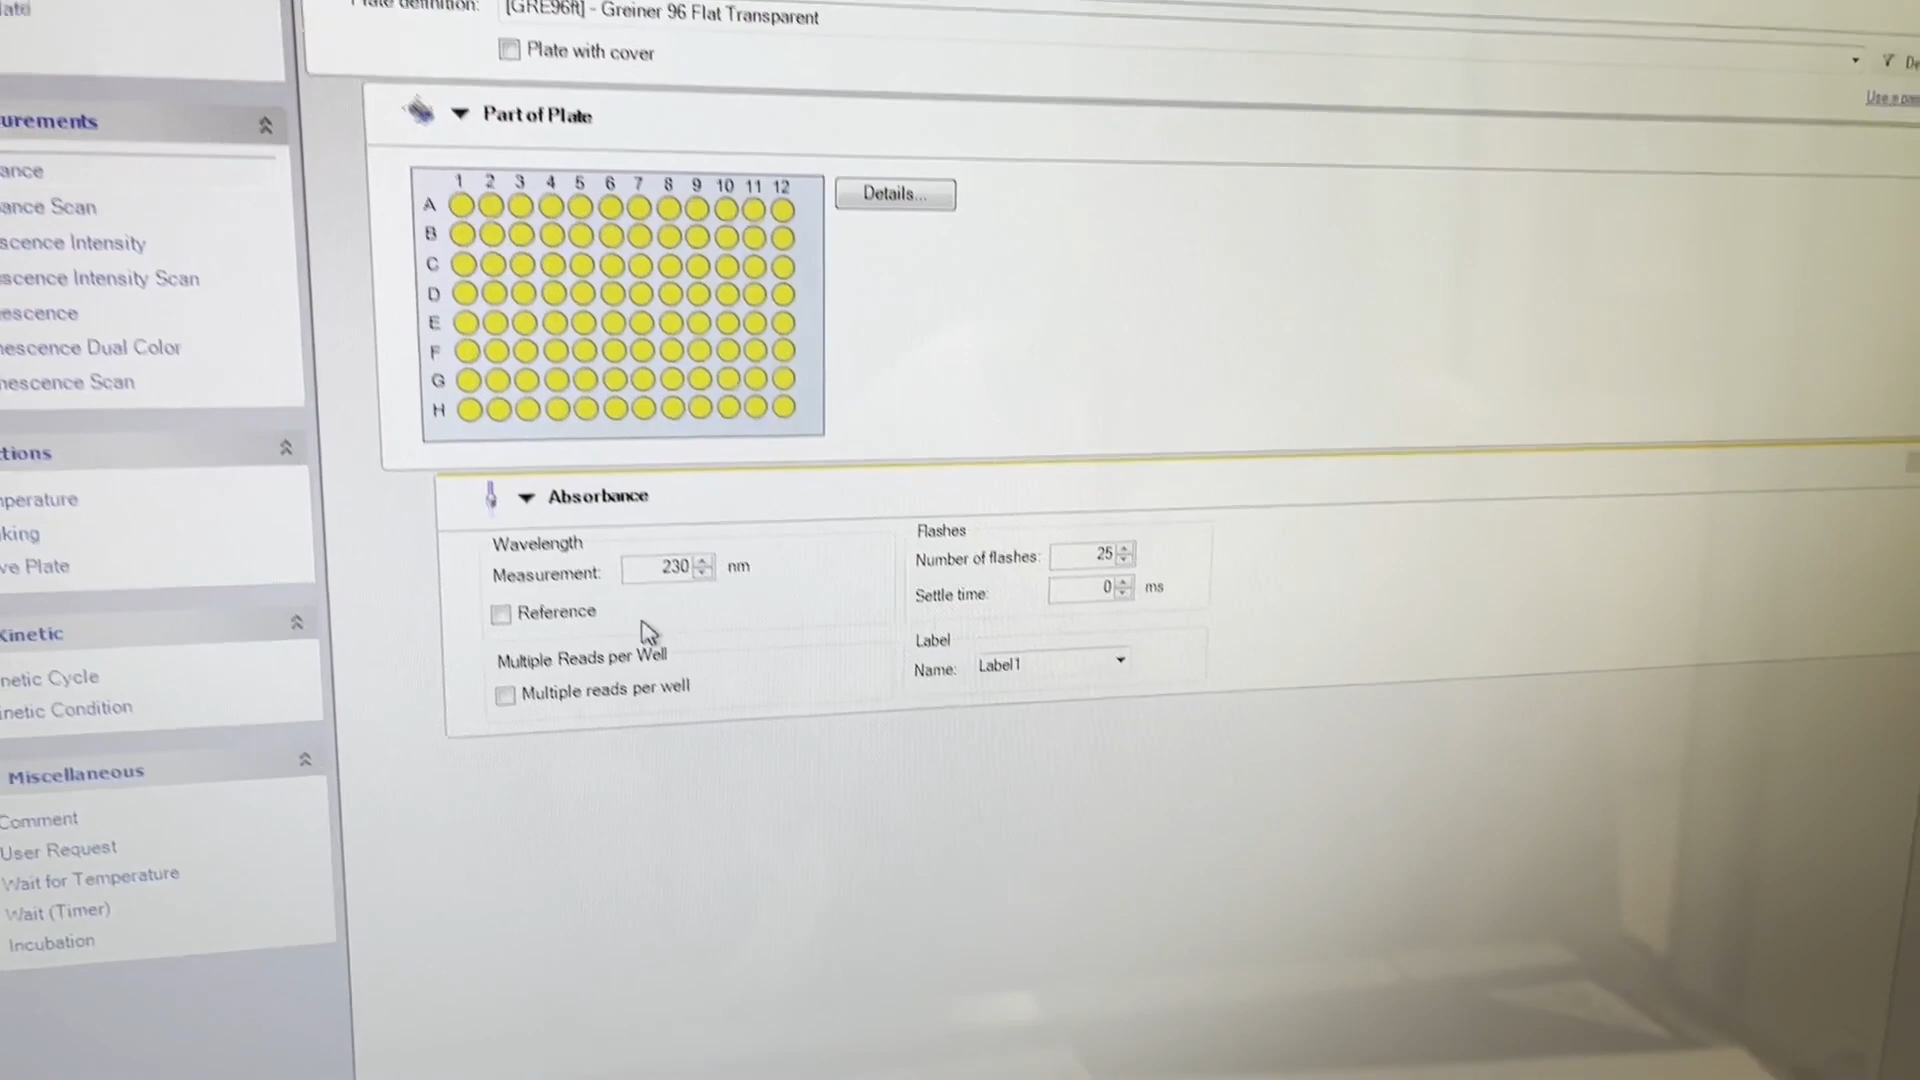 definition: [GRE96ft] - Greiner 96 Flat Transparent
Plate with cover
Part of Plate
1 2 3 4 5 6 7 8 9 10 11 12
A
B
C
D
E
F
G
H
Details...
urements
ance
ance Scan
scence Intensity
scence Intensity Scan
escence
nescence Dual Color
nescence Scan
tions
perature
king
ve Plate
Kinetic
netic Cycle
inetic Condition
Miscellaneous
Comment
User Request
Wait for Temperature
Wait (Timer)
Incubation
Absorbance
Wavelength
Measurement: 230 nm
Reference
Multiple Reads per Well
Multiple reads per well
Flashes
Number of flashes: 25
Settle time: 0 ms
Label
Name: Label1